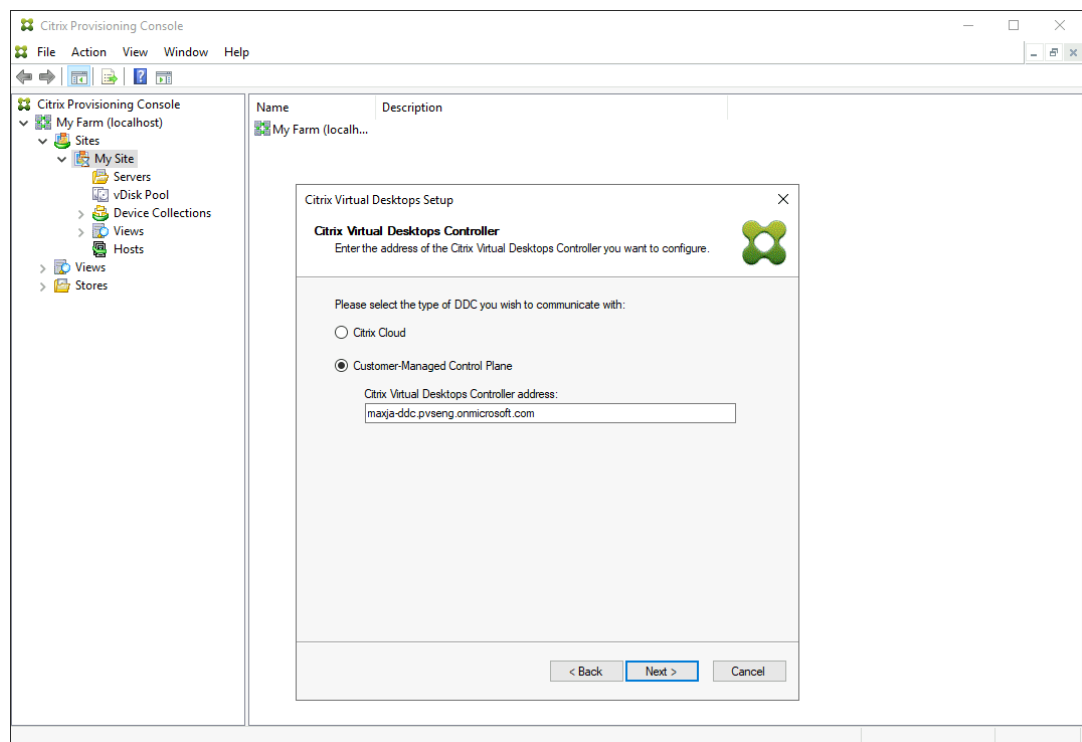 Citrix Provisioning Console
File Action View Window Help
Citrix Provisioning Console
My Farm (localhost)
Sites
My Site
Servers
vDisk Pool
Device Collections
Views
Hosts
Views
Stores
Name Description
My Farm (localh...
Citrix Virtual Desktops Setup
Citrix Virtual Desktops Controller
Enter the address of the Citrix Virtual Desktops Controller you want to configure.
Please select the type of DDC you wish to communicate with:
Citrix Cloud
Customer-Managed Control Plane
Citrix Virtual Desktops Controller address:
maxja-ddc.pvseng.onmicrosoft.com
< Back Next > Cancel